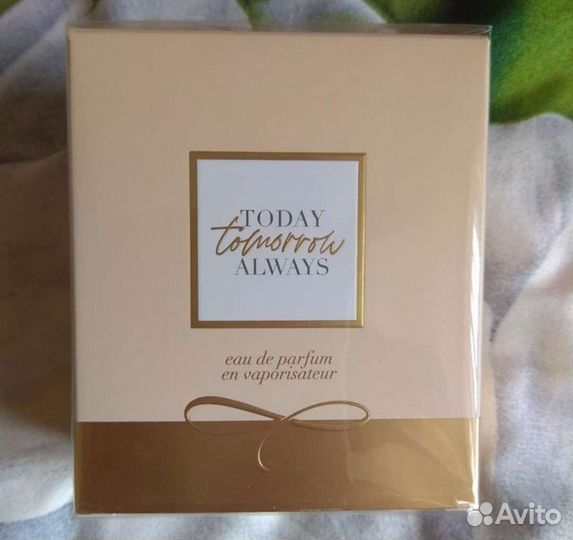 TODAY
tomorrow
ALWAYS
eau de parfum
en vaporisateur
Avito